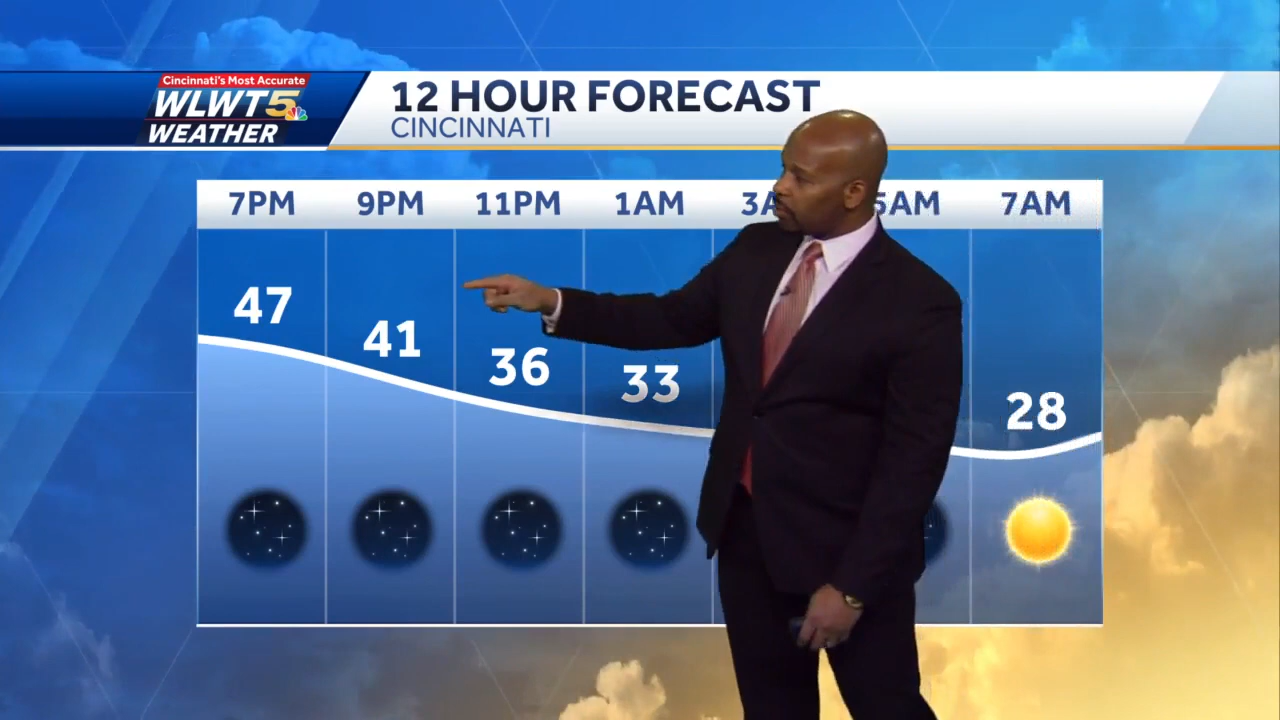 Cincinnati's Most Accurate
WLWT5
WEATHER
12 HOUR FORECAST
CINCINNATI
7PM 9PM 11PM 1AM 5AM 7AM
47
41
36
33
28